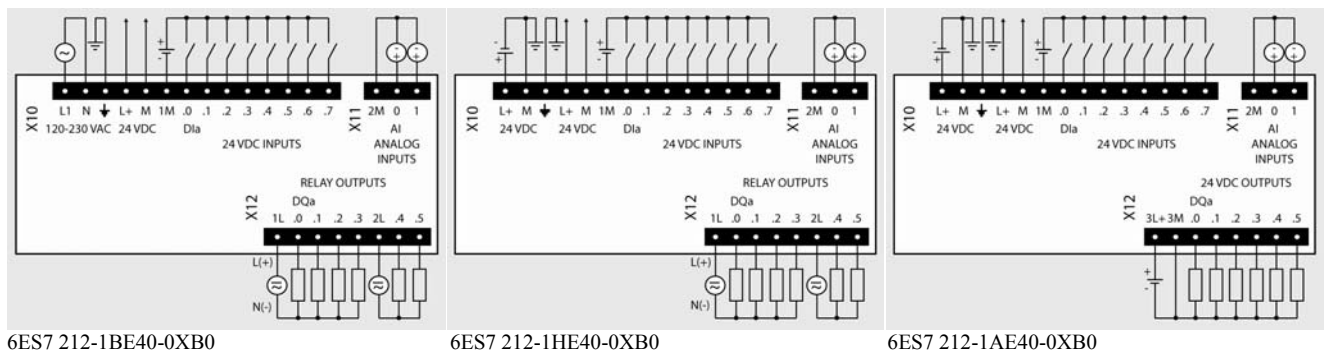 X10
L1 N L+ M 1M .0 .1 .2 .3 .4 .5 .6 .7
120-230 VAC 24 VDC DIa
24 VDC INPUTS
X11
2M 0 1
AI
ANALOG
INPUTS
RELAY OUTPUTS
X12
DQa
1L .0 .1 .2 .3 2L .4 .5
L(+)
N(-)
6ES7 212-1BE40-0XB0
X10
L+ M L+ M 1M .0 .1 .2 .3 .4 .5 .6 .7
24 VDC 24 VDC DIa
24 VDC INPUTS
X11
2M 0 1
AI
ANALOG
INPUTS
RELAY OUTPUTS
X12
DQa
1L .0 .1 .2 .3 2L .4 .5
L(+)
N(-)
6ES7 212-1HE40-0XB0
X10
L+ M L+ M 1M .0 .1 .2 .3 .4 .5 .6 .7
24 VDC 24 VDC DIa
24 VDC INPUTS
X11
2M 0 1
AI
ANALOG
INPUTS
24 VDC OUTPUTS
X12
DQa
3L+ 3M .0 .1 .2 .3 .4 .5
6ES7 212-1AE40-0XB0